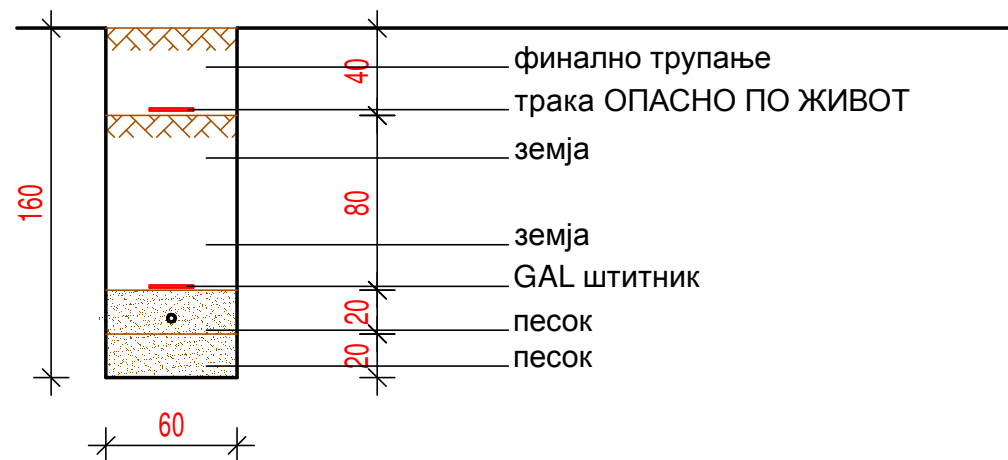 финално трупање
40
трака ОПАСНО ПО ЖИВОТ
земја
160
80
земја
GAL штитник
20
песок
20
песок
60